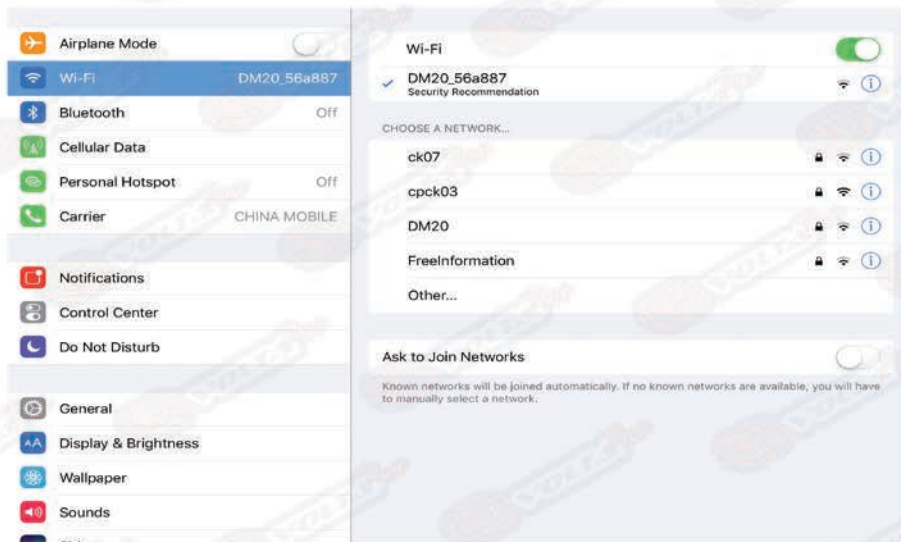 Airplane Mode
Wi-Fi DM20_56a887
Bluetooth Off
Cellular Data
Personal Hotspot Off
Carrier CHINA MOBILE
Notifications
Control Center
Do Not Disturb
General
Display & Brightness
AA
Wallpaper
Sounds
Wi-Fi
DM20_56a887
Security Recommendation
CHOOSE A NETWORK...
ck07
cpck03
DM20
FreeInformation
Other...
Ask to Join Networks
Known networks will be joined automatically. If no known networks are available, you will have
to manually select a network.